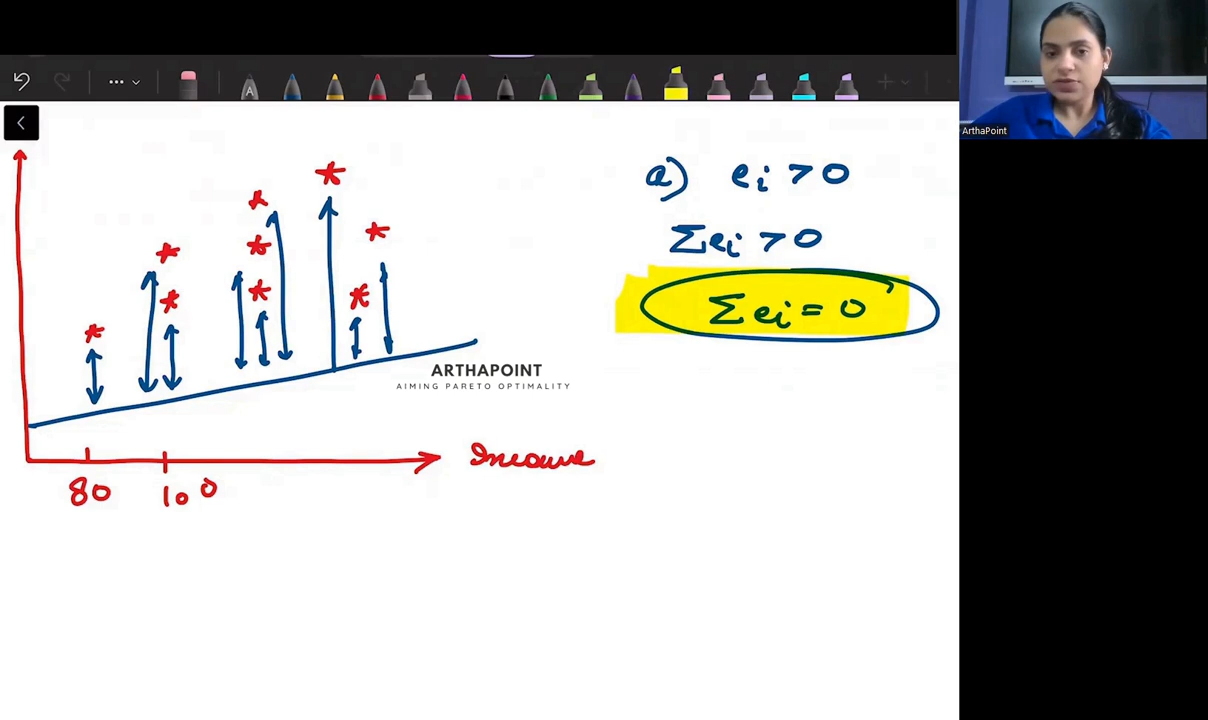 A
ArthaPoint
a) ei > 0
Σei > 0
Σei = 0
ARTHAPOINT
AIMING PARETO OPTIMALITY
Income
80
100